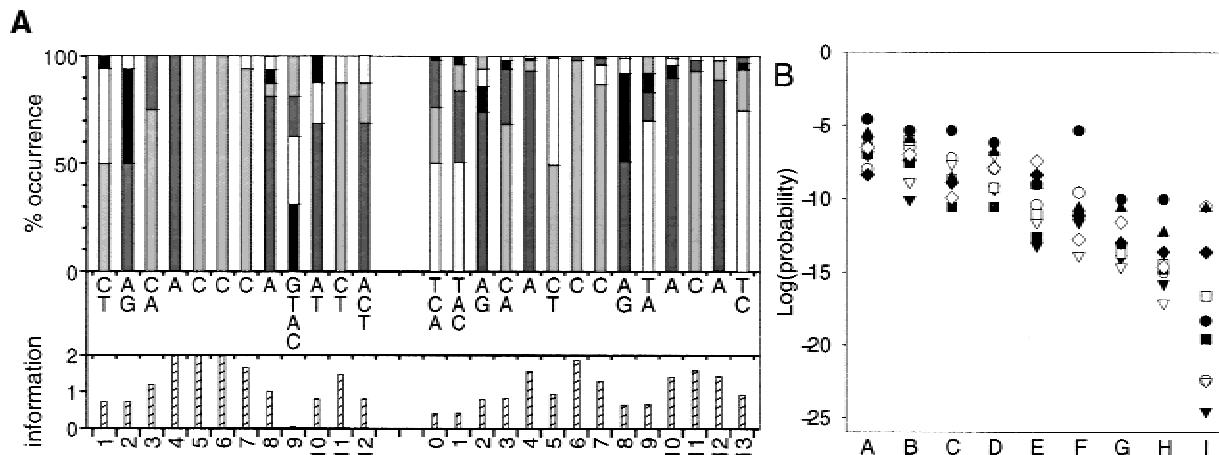 A
100
50
0
% occurrence
C A C A C C C A G A C A
T G A T T T C
A T
C
T T A C A C C C A T A C A T
C A G A T G A C
A C
2
1
0
information
1 2 3 4 5 6 7 8 9 10 11 12
0 1 2 3 4 5 6 7 8 9 10 11 12 13
B
0
-5
-10
-15
-20
-25
Log(probability)
A B C D E F G H I